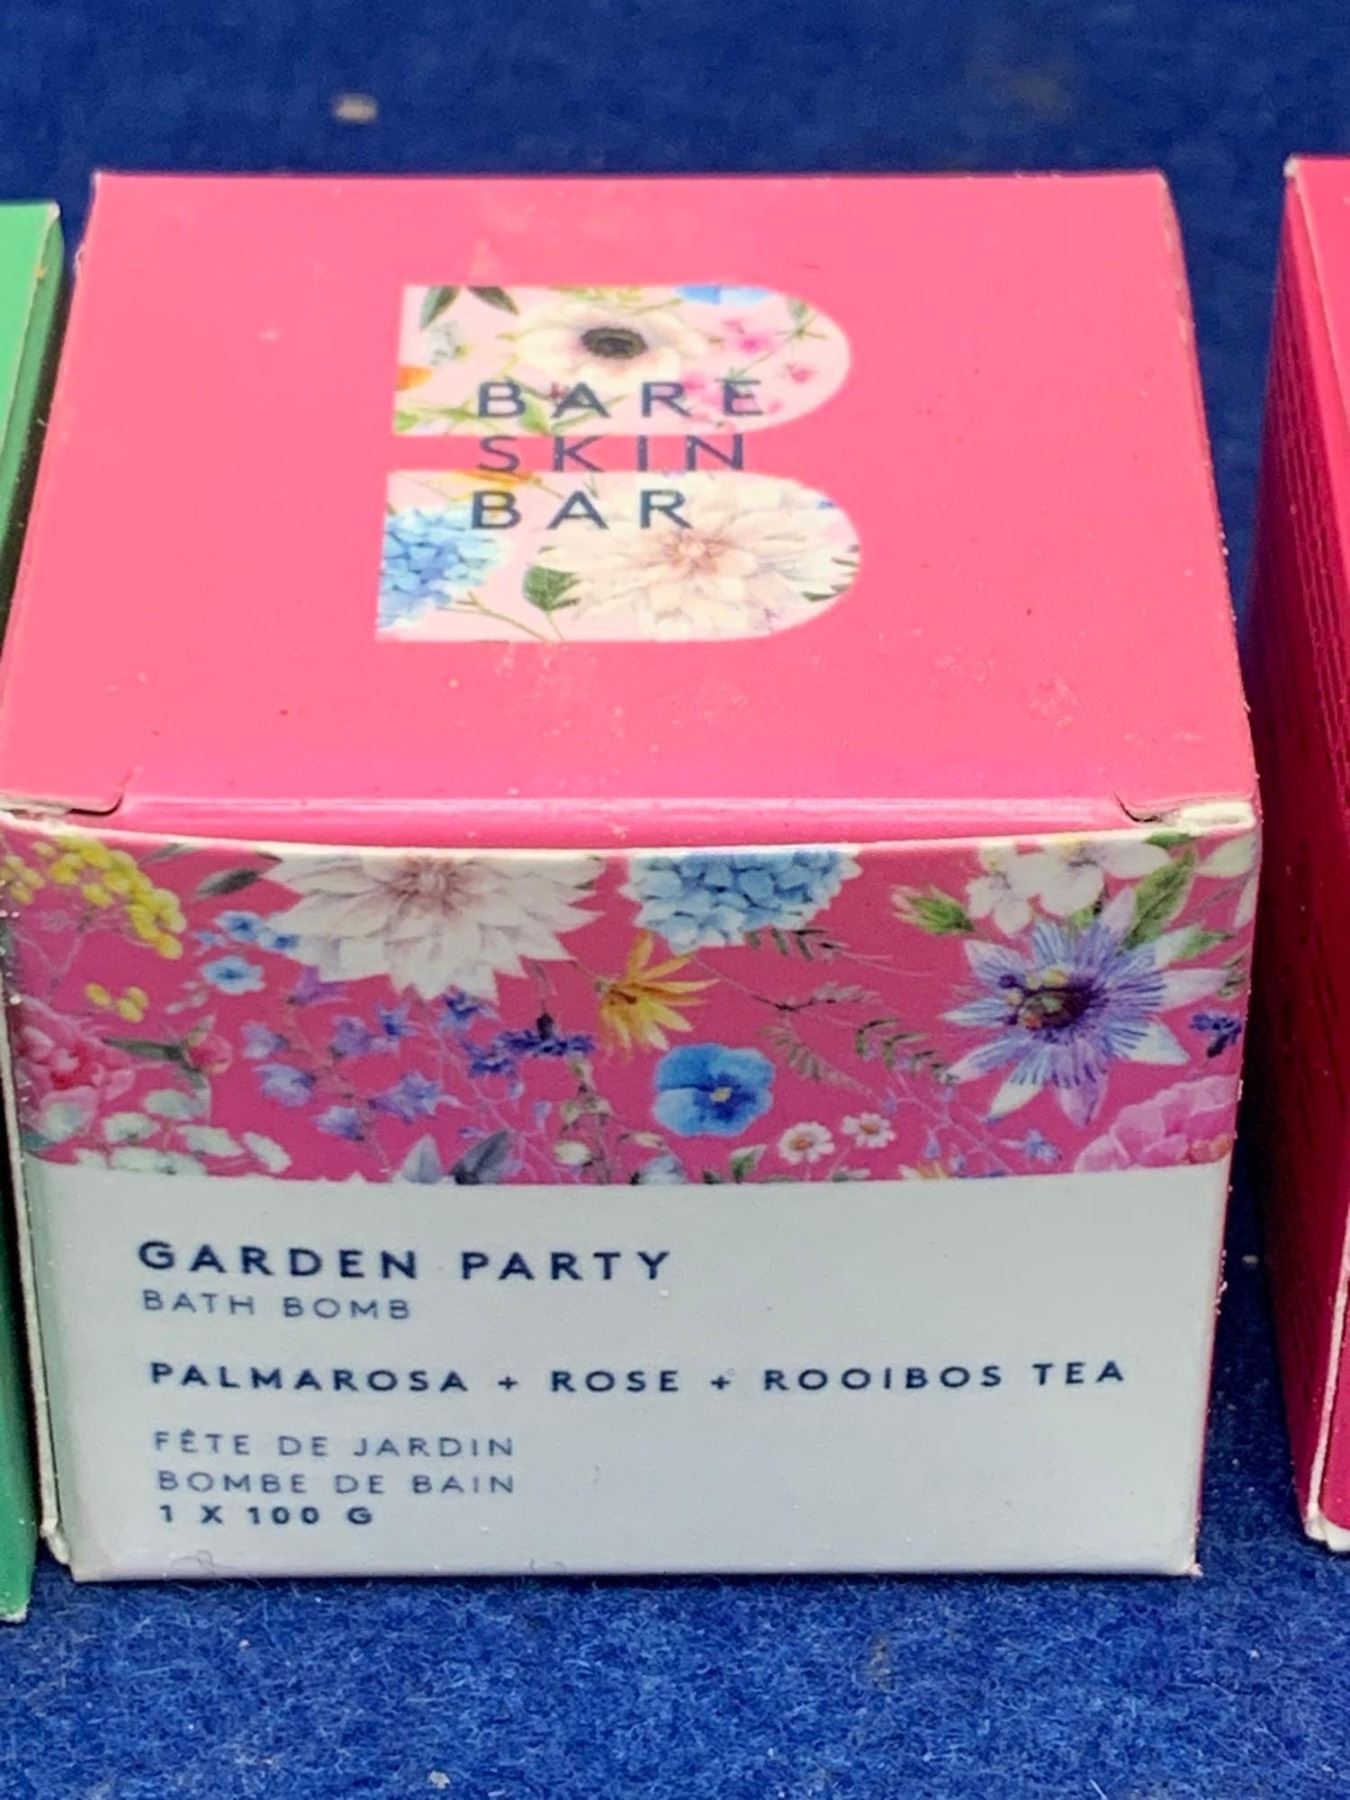 BARE
SKIN
BAR
GARDEN PARTY
BATH BOMB
PALMAROSA + ROSE + ROOIBOS TEA
FÊTE DE JARDIN
BOMBE DE BAIN
1 X 100 G